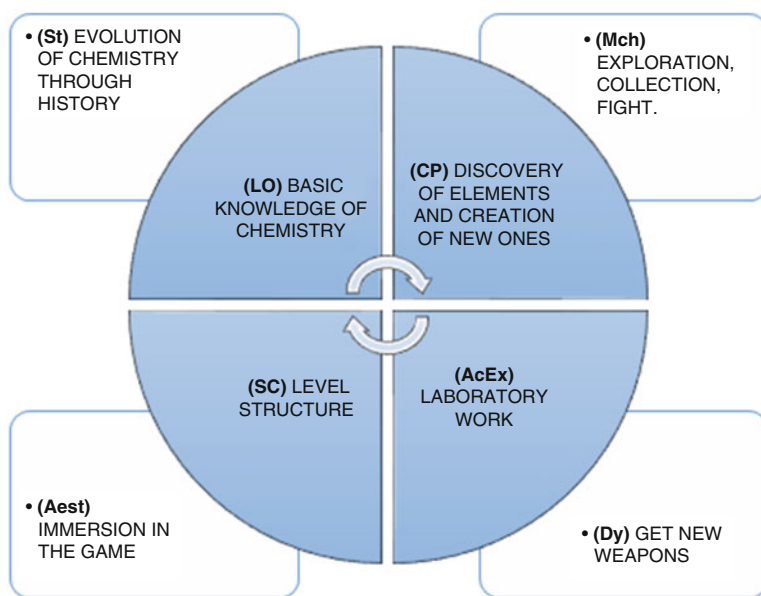 • (St) EVOLUTION
OF CHEMISTRY
THROUGH
HISTORY
• (Mch)
EXPLORATION,
COLLECTION,
FIGHT.
(LO) BASIC
KNOWLEDGE OF
CHEMISTRY
(CP) DISCOVERY
OF ELEMENTS
AND CREATION
OF NEW ONES
(SC) LEVEL
STRUCTURE
(AcEx)
LABORATORY
WORK
• (Aest)
IMMERSION IN
THE GAME
• (Dy) GET NEW
WEAPONS